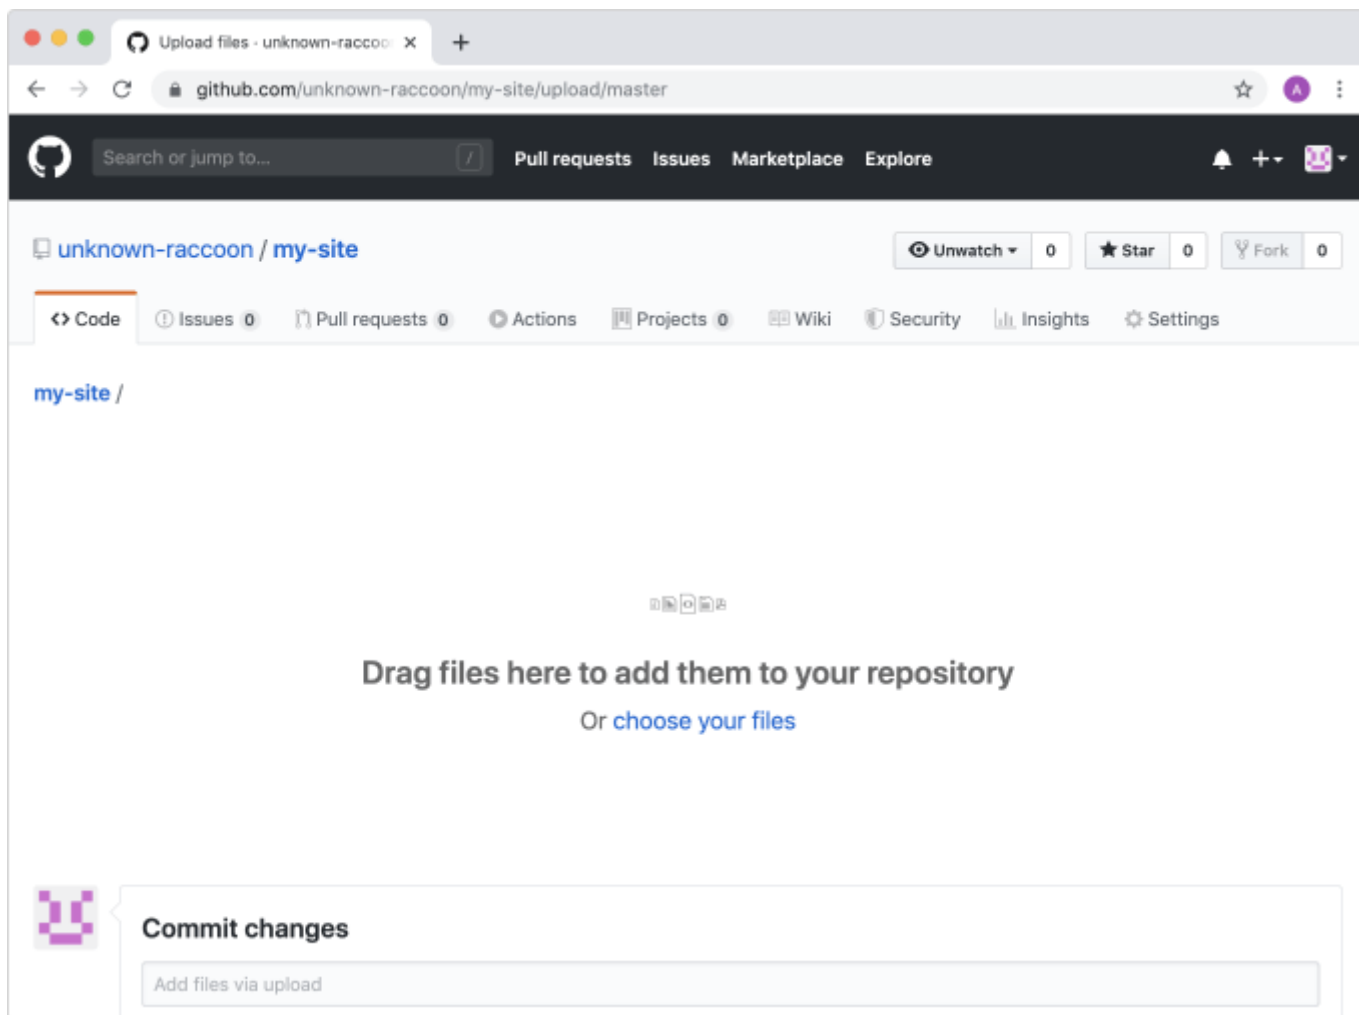 Upload files - unknown-raccoo
github.com/unknown-raccoon/my-site/upload/master
A
Search or jump to... /
Pull requests Issues Marketplace Explore
unknown-raccoon / my-site
Unwatch 0 Star 0 Fork 0
Code Issues 0 Pull requests 0 Actions Projects 0 Wiki Security Insights Settings
my-site /
Drag files here to add them to your repository
Or choose your files
Commit changes
Add files via upload